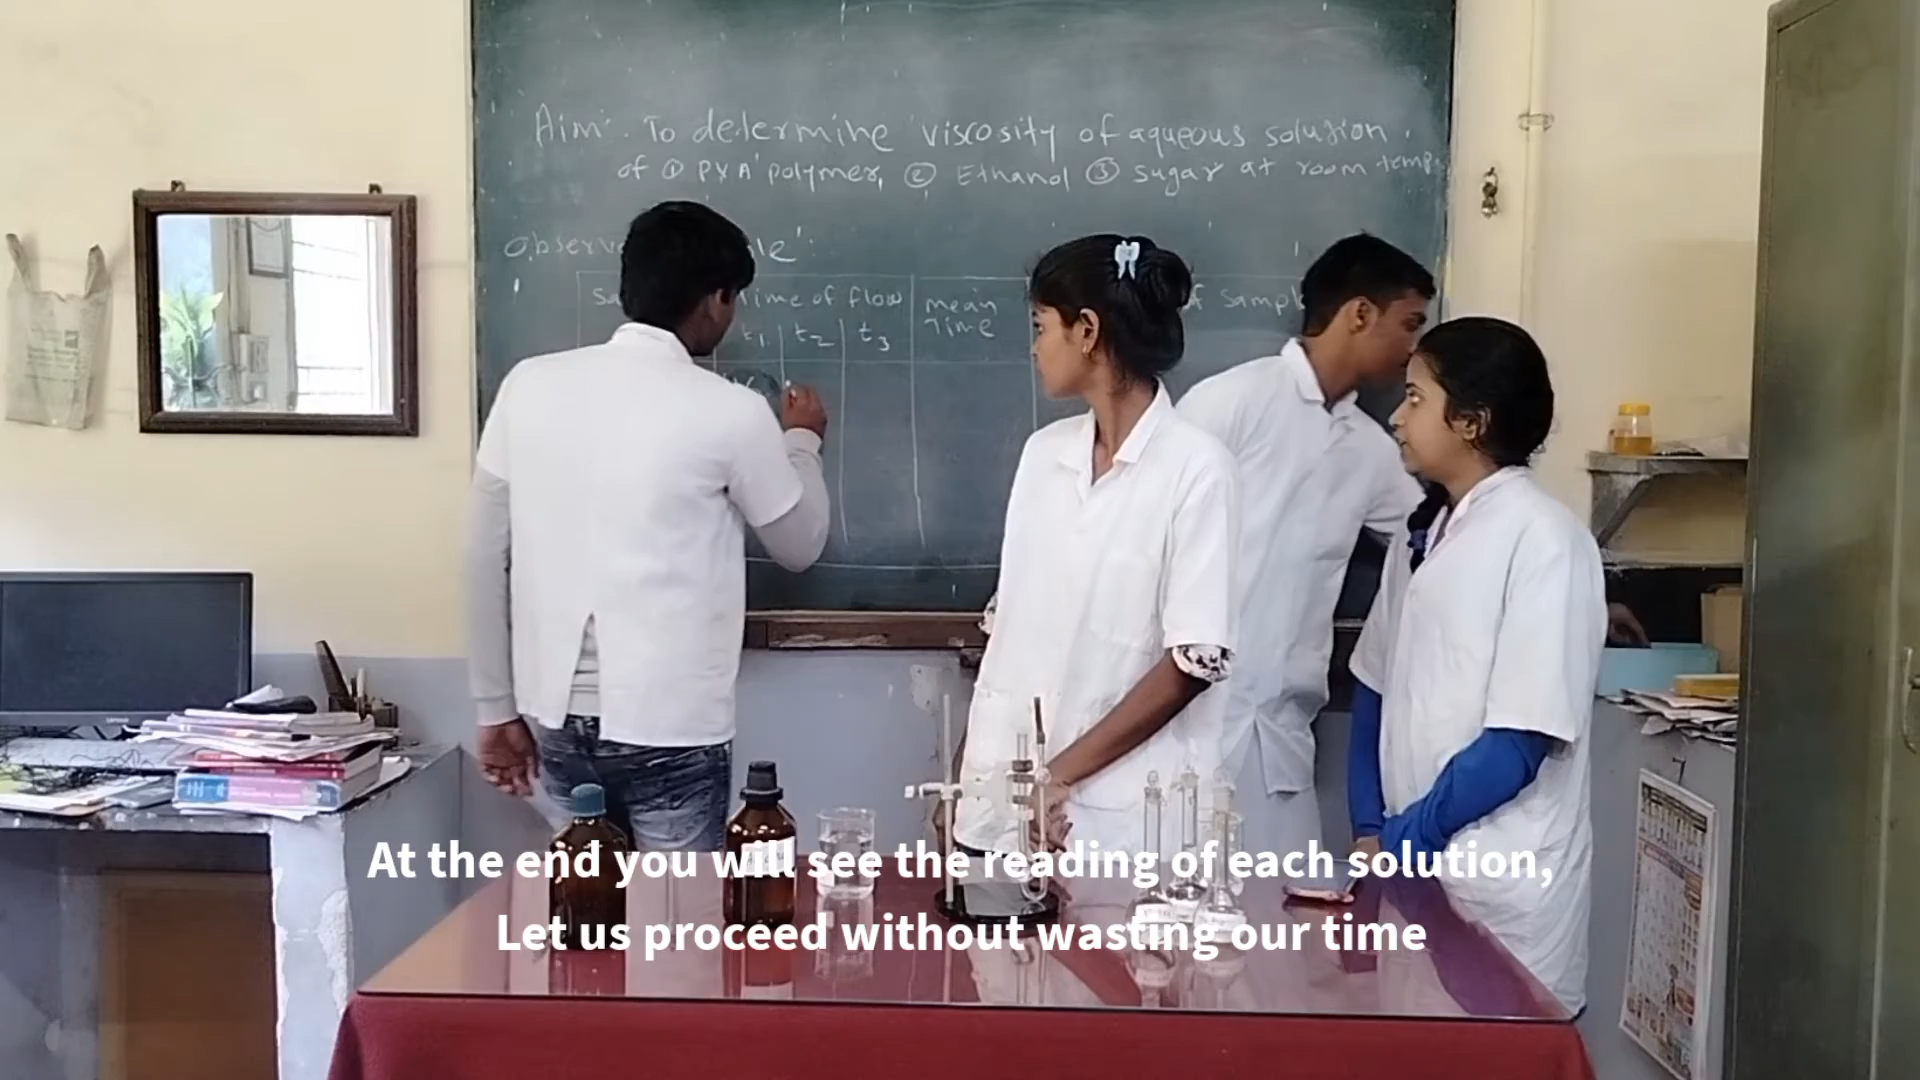 Aim: To determine viscosity of aqueous solution.
of ① PVA polymer, ② Ethanol ③ sugar at room temp
Time of flow
mean
Time
of sample
t1 t2 t3
At the end you will see the reading of each solution,
Let us proceed without wasting our time